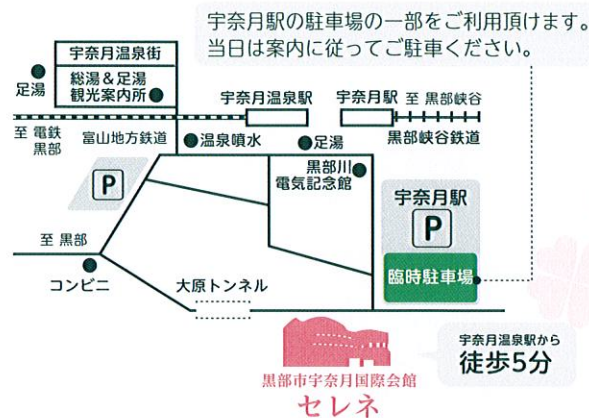 宇奈月駅の駐車場の一部をご利用頂けます。
当日は案内に従ってご駐車ください。
宇奈月温泉街
足湯
総湯＆足湯
観光案内所
宇奈月温泉駅
宇奈月駅
至 黒部峡谷
至 電鉄
黒部
富山地方鉄道
温泉噴水
足湯
黒部峡谷鉄道
黒部川
電気記念館
P
宇奈月駅
P
臨時駐車場
至 黒部
コンビニ
大原トンネル
宇奈月温泉駅から
徒歩5分
黒部市宇奈月国際会館
セレネ